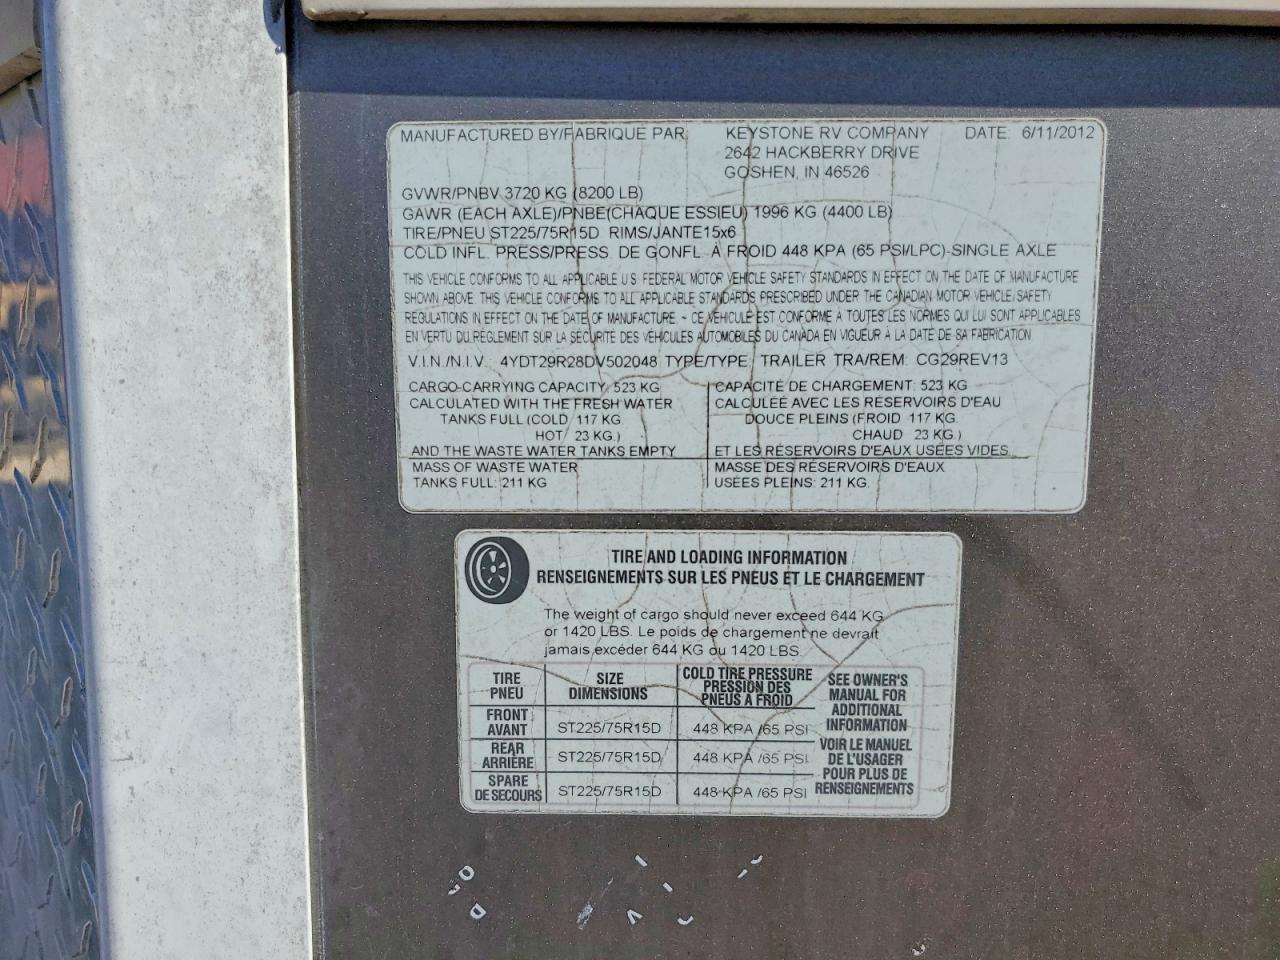 MANUFACTURED BY/FABRIQUE PAR: KEYSTONE RV COMPANY DATE: 6/11/2012
2642 HACKBERRY DRIVE
GOSHEN, IN 46526
GVWR/PNBV 3720 KG (8200 LB)
GAWR (EACH AXLE)/PNBE(CHAQUE ESSIEU) 1996 KG (4400 LB)
TIRE/PNEU ST225/75R15D RIMS/JANTE15x6
COLD INFL. PRESS/PRESS. DE GONFL. À FROID 448 KPA (65 PSI/LPC)-SINGLE AXLE
THIS VEHICLE CONFORMS TO ALL APPLICABLE U.S. FEDERAL MOTOR VEHICLE SAFETY STANDARDS IN EFFECT ON THE DATE OF MANUFACTURE
SHOWN ABOVE. THIS VEHICLE CONFORMS TO ALL APPLICABLE STANDARDS PRESCRIBED UNDER THE CANADIAN MOTOR VEHICLE SAFETY
REGULATIONS IN EFFECT ON THE DATE OF MANUFACTURE. ~ CE VEHICULE EST CONFORME À TOUTES LES NORMES QUI LUI SONT APPLICABLES
EN VERTU DU RÈGLEMENT SUR LA SÉCURITÉ DES VÉHICULES AUTOMOBILES DU CANADA EN VIGUEUR À LA DATE DE SA FABRICATION
V.I.N./N.I.V.: 4YDT29R28DV502048 TYPE/TYPE: TRAILER TRA/REM: CG29REV13
CARGO-CARRYING CAPACITY: 523 KG
CALCULATED WITH THE FRESH WATER
TANKS FULL (COLD 117 KG.
HOT 23 KG.)
AND THE WASTE WATER TANKS EMPTY
MASS OF WASTE WATER
TANKS FULL: 211 KG
CAPACITÉ DE CHARGEMENT: 523 KG
CALCULÉE AVEC LES RÉSERVOIRS D'EAU
DOUCE PLEINS (FROID 117 KG.
CHAUD 23 KG.)
ET LES RÉSERVOIRS D'EAUX USÉES VIDES
MASSE DES RÉSERVOIRS D'EAUX
USÉES PLEINS: 211 KG.
TIRE AND LOADING INFORMATION
RENSEIGNEMENTS SUR LES PNEUS ET LE CHARGEMENT
The weight of cargo should never exceed 644 KG
or 1420 LBS. Le poids de chargement ne devrait
jamais excéder 644 KG ou 1420 LBS.
TIRE
PNEU
SIZE
DIMENSIONS
COLD TIRE PRESSURE
PRESSION DES
PNEUS A FROID
FRONT
AVANT
ST225/75R15D
448 KPA /65 PSI
REAR
ARRIÈRE
ST225/75R15D
448 KPA /65 PSI
SPARE
DE SECOURS
ST225/75R15D
448 KPA /65 PSI
SEE OWNER'S
MANUAL FOR
ADDITIONAL
INFORMATION
VOIR LE MANUEL
DE L'USAGER
POUR PLUS DE
RENSEIGNEMENTS